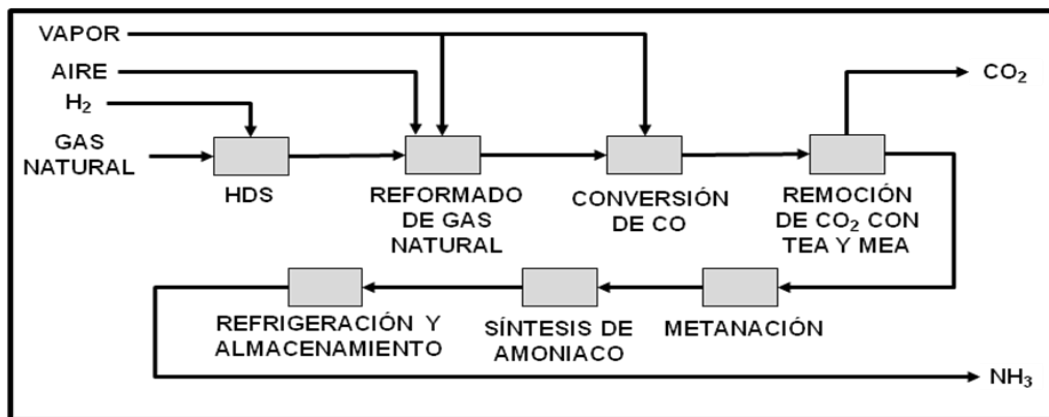 VAPOR
AIRE
H₂
GAS
NATURAL
HDS
REFORMADO
DE GAS
NATURAL
CONVERSIÓN
DE CO
REMOCIÓN
DE CO₂ CON
TEA Y MEA
CO₂
REFRIGERACIÓN Y
ALMACENAMIENTO
SÍNTESIS DE
AMONIACO
METANACIÓN
NH₃